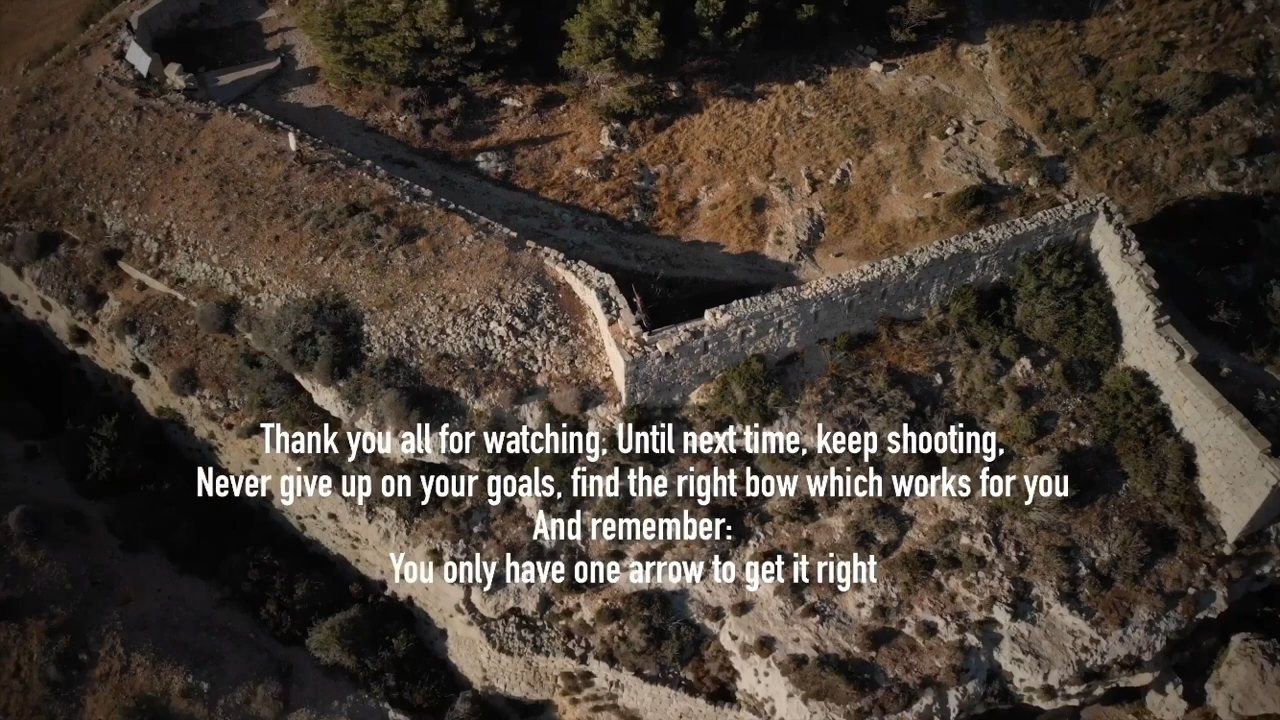 Thank you all for watching, Until next time, keep shooting,
Never give up on your goals, find the right bow which works for you
And remember:
You only have one arrow to get it right